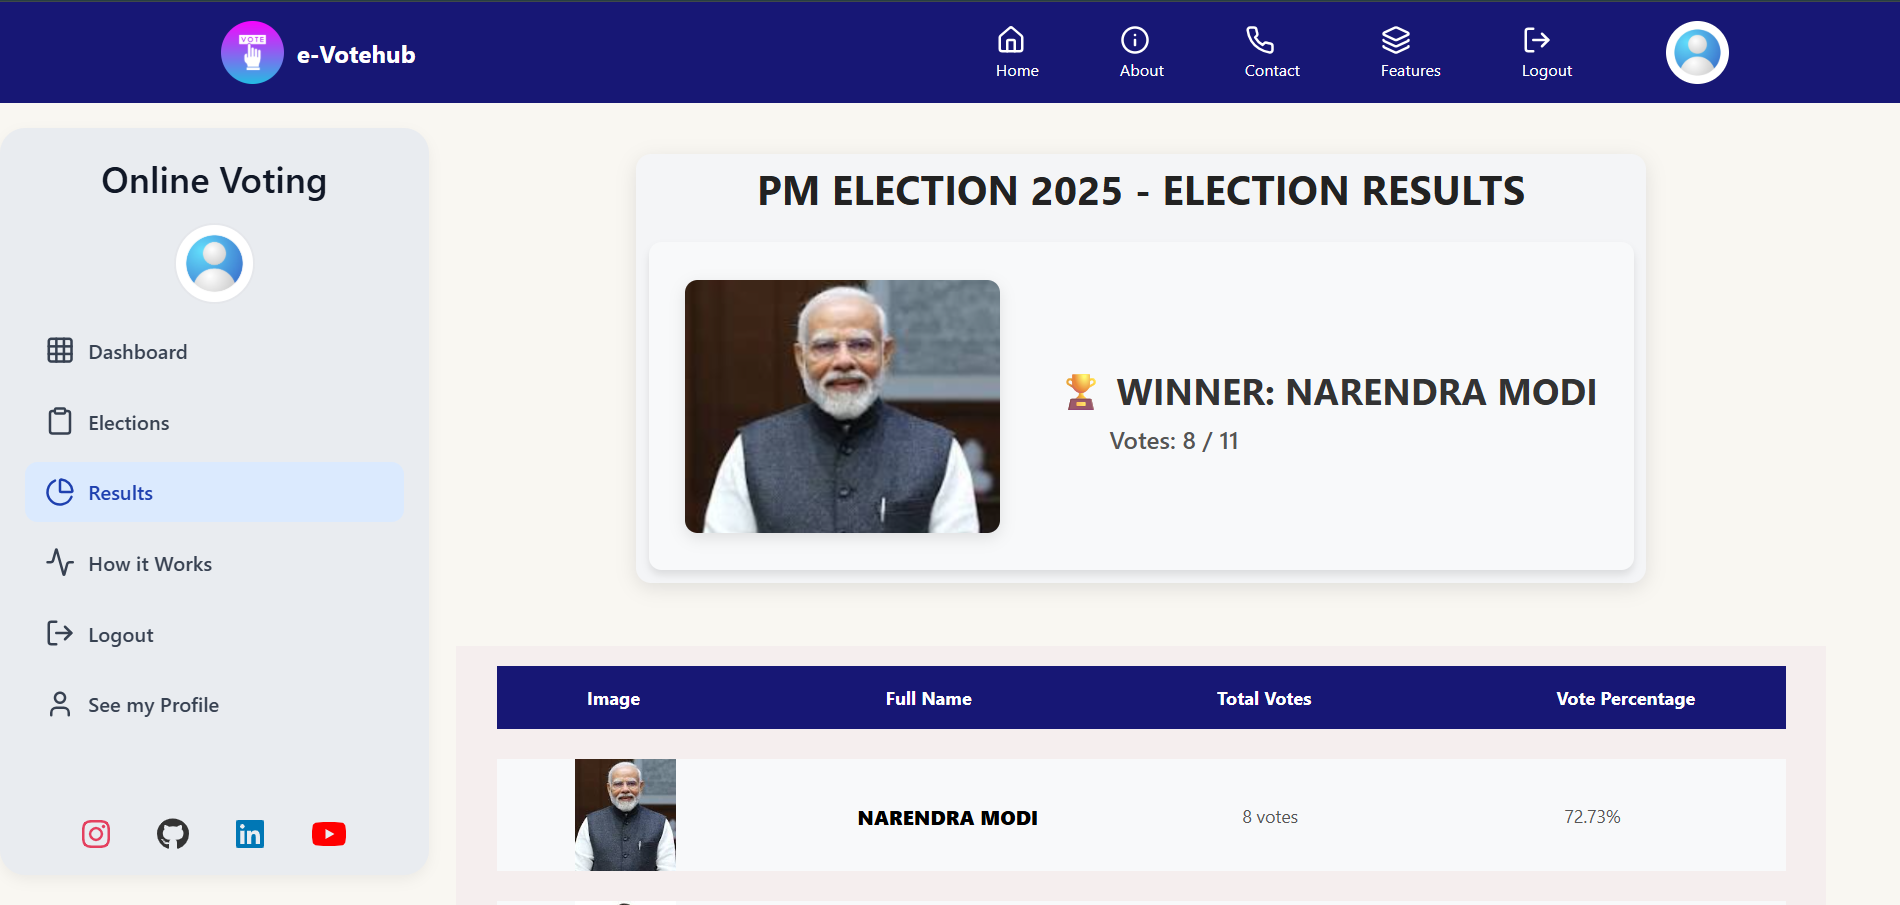 VOTE
e-Votehub
Home
About
Contact
Features
Logout
Online Voting
Dashboard
Elections
Results
How it Works
Logout
See my Profile
in
PM ELECTION 2025 - ELECTION RESULTS
WINNER: NARENDRA MODI
Votes: 8 / 11
Image Full Name Total Votes Vote Percentage
NARENDRA MODI 8 votes 72.73%